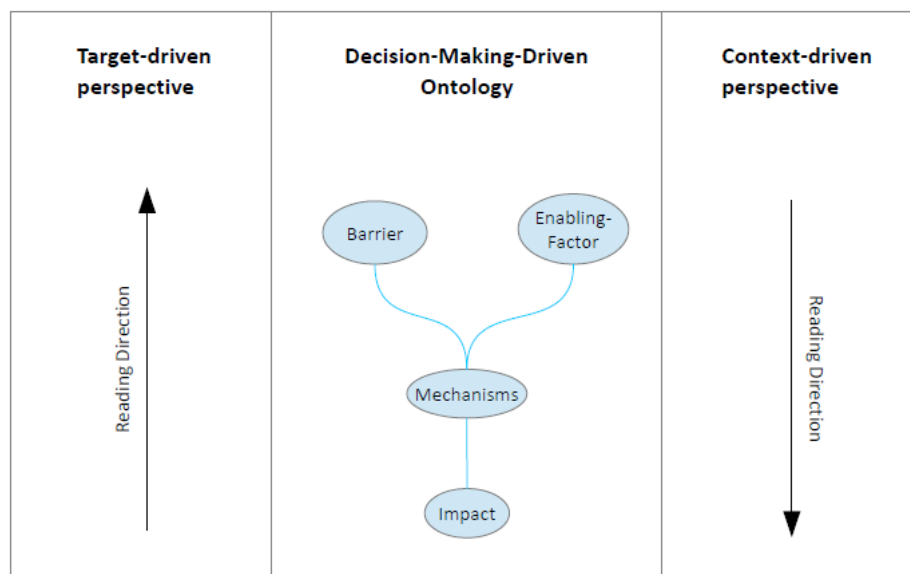 Target-driven
perspective
Decision-Making-Driven
Ontology
Context-driven
perspective
Reading Direction
Barrier
Enabling-
Factor
Mechanisms
Impact
Reading Direction